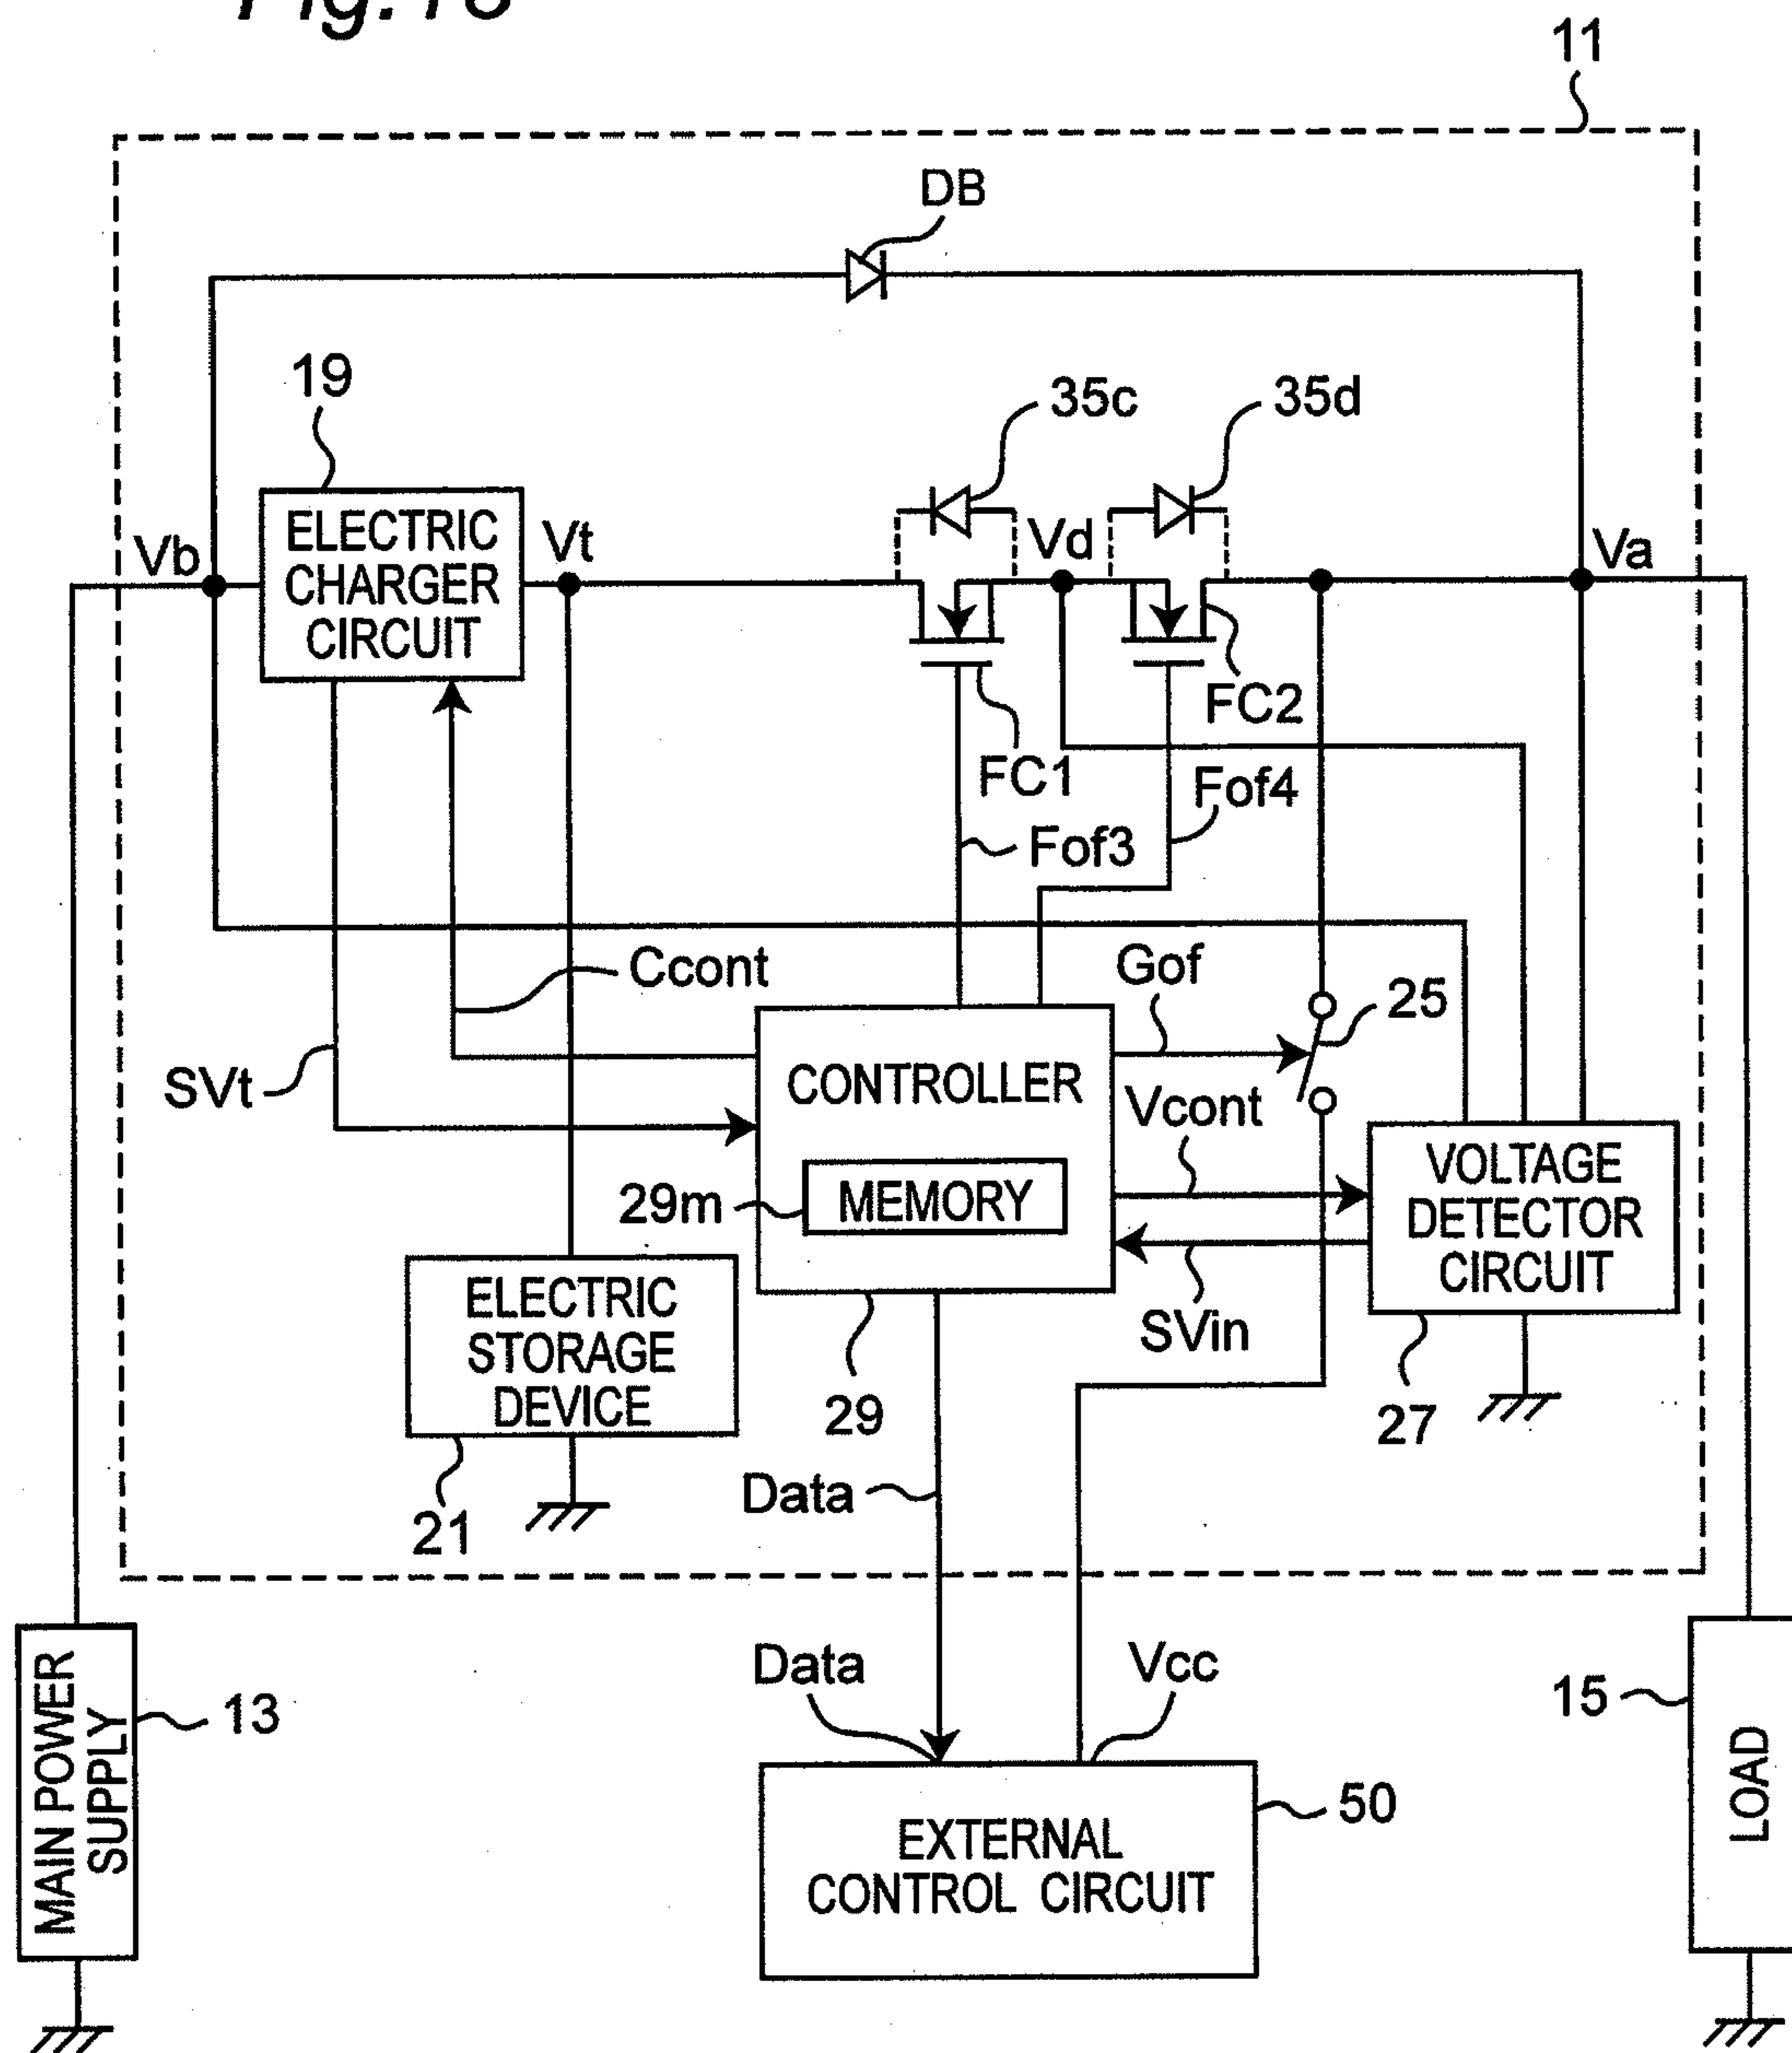 11
DB
19
35c
35d
Vb
ELECTRIC
CHARGER
CIRCUIT
Vt
Vd
Va
FC2
FC1
Fof4
Fof3
Ccont
Gof
25
SVt
CONTROLLER
Vcont
29m
MEMORY
VOLTAGE
DETECTOR
CIRCUIT
ELECTRIC
STORAGE
DEVICE
SVin
29
27
21
Data
Data
Vcc
MAIN POWER
SUPPLY
13
15
LOAD
EXTERNAL
CONTROL CIRCUIT
50